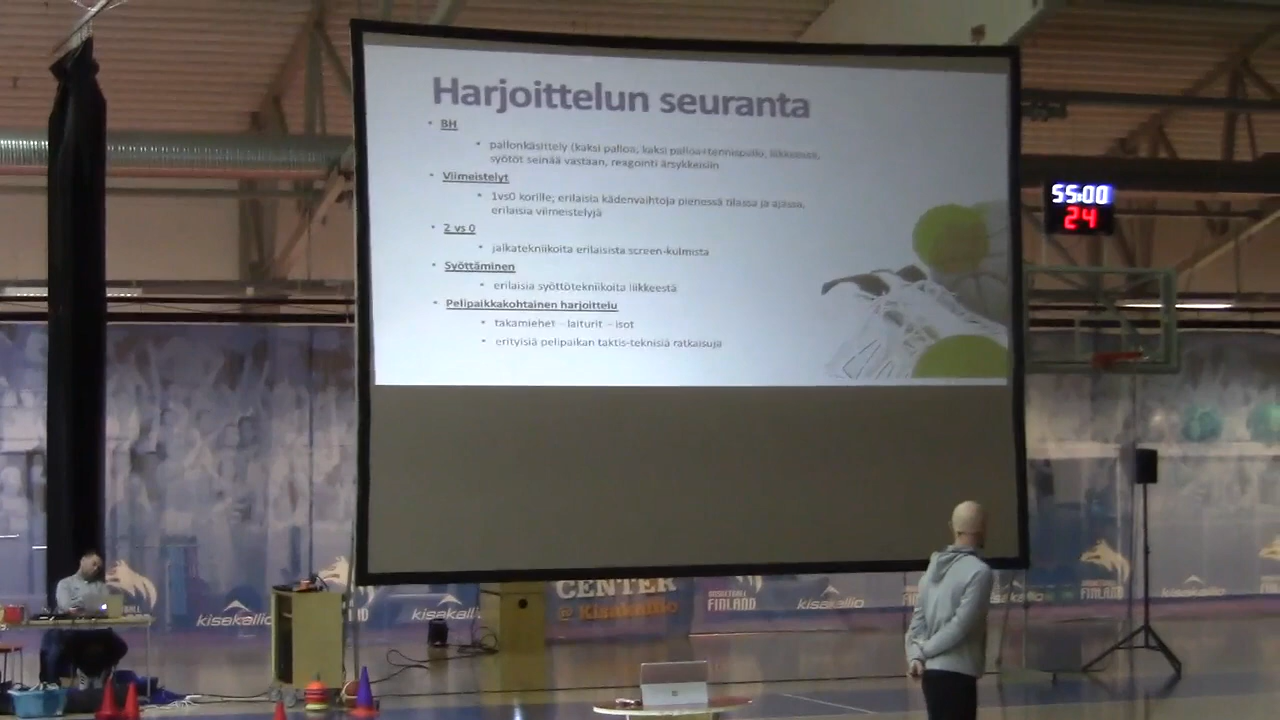 Harjoittelun seuranta
• BH
• pallonkäsittely (kaksi palloa, kaksi palloa+tennispallo, liikkeessä,
syötöt seinää vastaan, reagointi ärsykkeisiin
• Viimeistelyt
• 1vs0 korille; erilaisia kädenvaihtoja pienessä tilassa ja ajassa,
erilaisia viimeistelyjä
• 2 vs 0
• jalkatekniikoita erilaisista screen-kulmista
• Syöttäminen
• erilaisia syöttötekniikoita liikkeestä
• Pelipaikkakohtainen harjoittelu
• takamiehet – laiturit – isot
• erityisiä pelipaikan taktis-teknisiä ratkaisuja
55:00
24
kisakallio
kisakalli
CENTER
@ Kisakallio
BASKETBALL
FINLAND
kisakallio